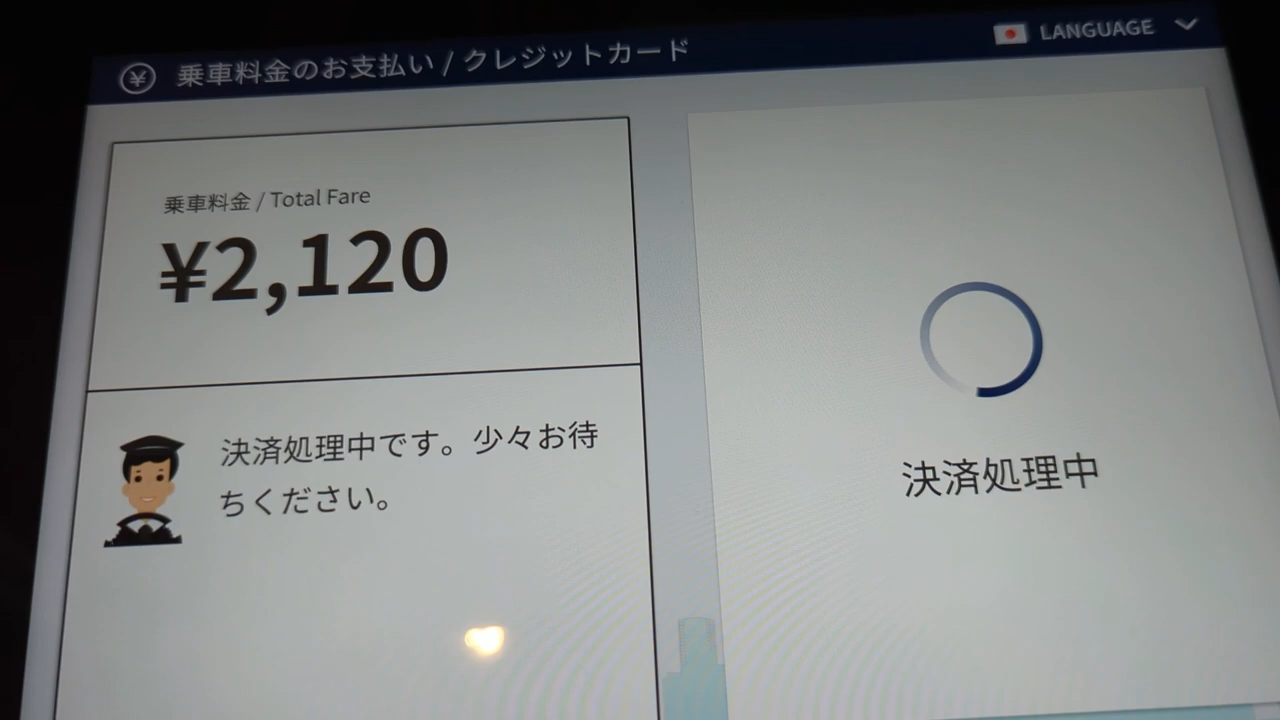 乗車料金のお支払い / クレジットカード
LANGUAGE
乗車料金 / Total Fare
¥2,120
決済処理中です。少々お待
ちください。
決済処理中